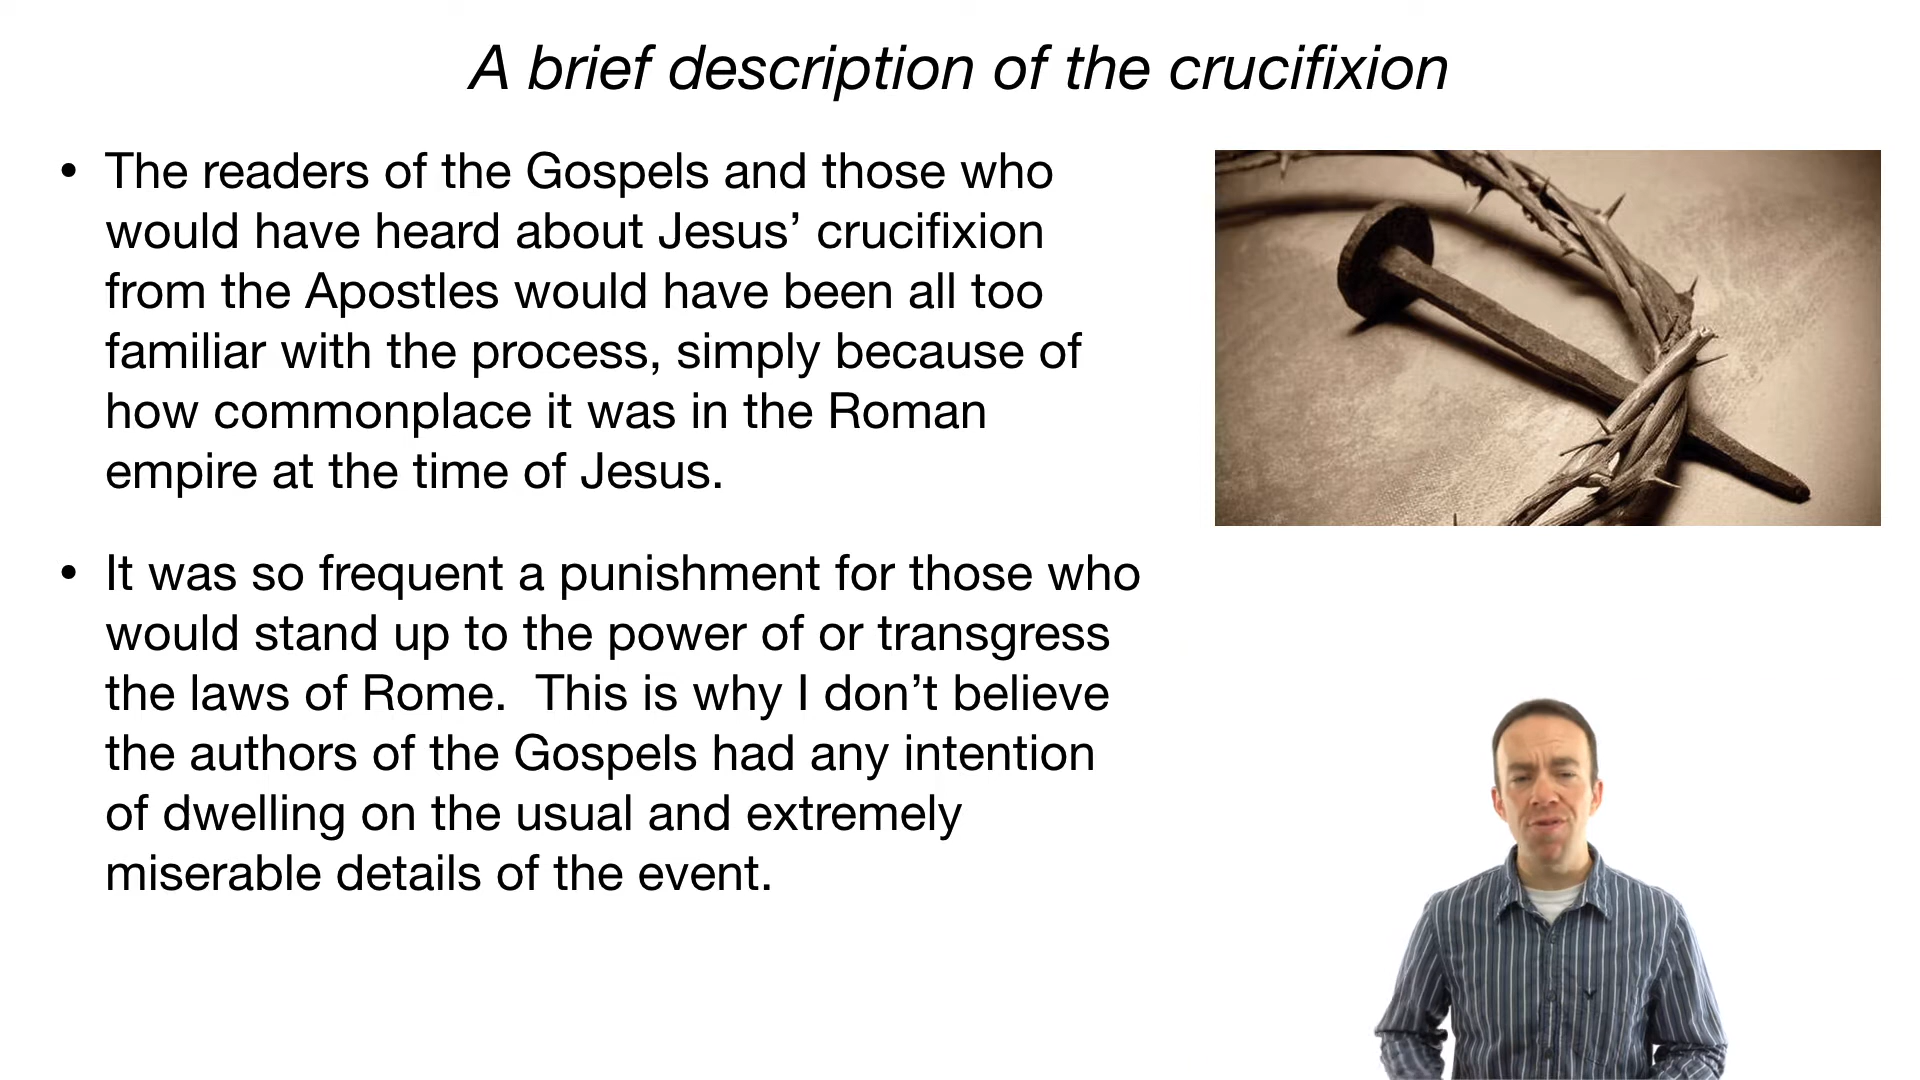 A brief description of the crucifixion
• The readers of the Gospels and those who
would have heard about Jesus’ crucifixion
from the Apostles would have been all too
familiar with the process, simply because of
how commonplace it was in the Roman
empire at the time of Jesus.
• It was so frequent a punishment for those who
would stand up to the power of or transgress
the laws of Rome.  This is why I don’t believe
the authors of the Gospels had any intention
of dwelling on the usual and extremely
miserable details of the event.